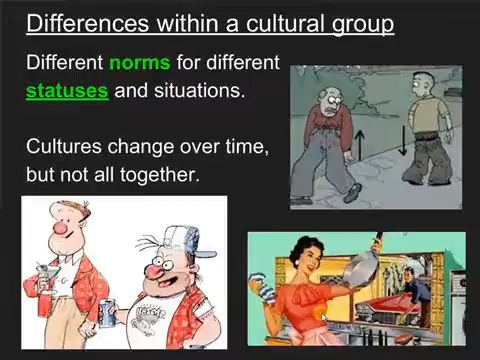 Differences within a cultural group
Different norms for different
statuses and situations.
Cultures change over time,
but not all together.